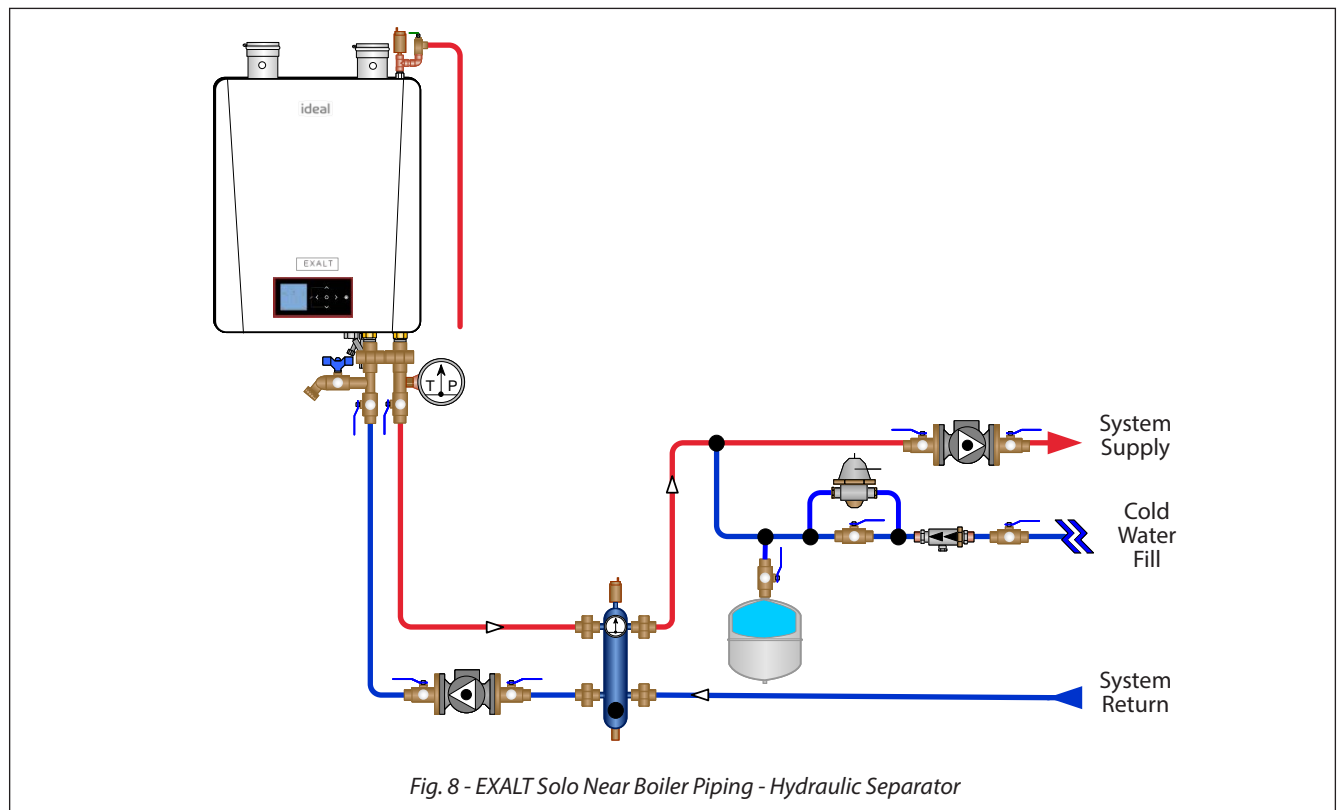 ideal
EXALT
T P
System
Supply
Cold
Water
Fill
System
Return
Fig. 8 - EXALT Solo Near Boiler Piping - Hydraulic Separator